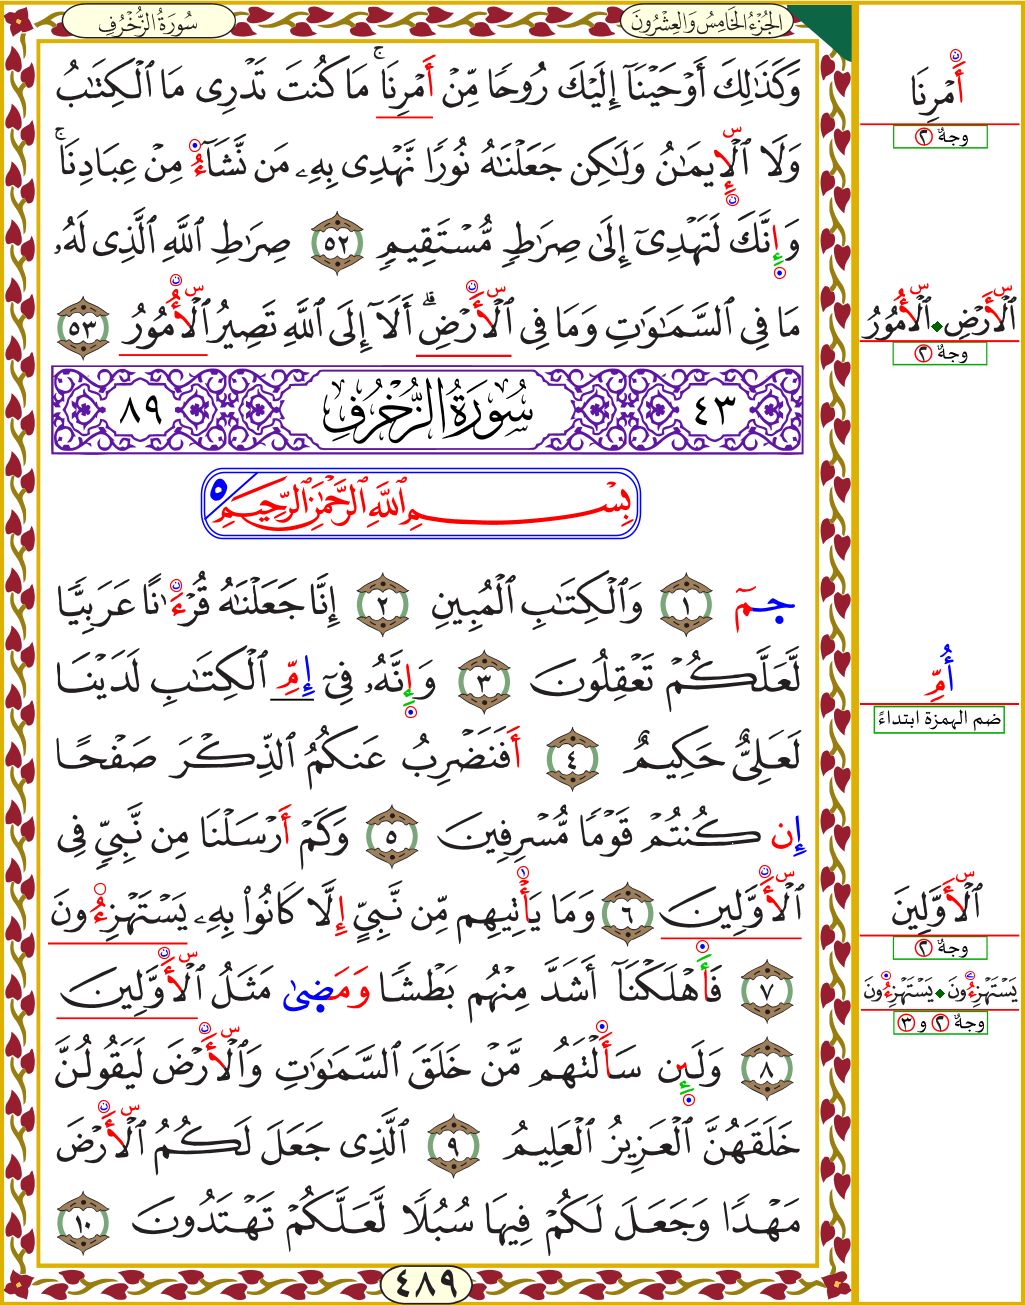 الجُزْءُ الخَامِسُ وَالعِشْرُونَ
سُورَةُ الزُّخْرُفِ
وَكَذَٰلِكَ أَوْحَيْنَآ إِلَيْكَ رُوحًا مِّنْ أَمْرِنَا ۚ مَا كُنتَ تَدْرِى مَا ٱلْكِتَٰبُ
وَلَا ٱلْإِيمَٰنُ وَلَٰكِن جَعَلْنَٰهُ نُورًا نَّهْدِى بِهِۦ مَن نَّشَآءُ مِنْ عِبَادِنَا ۚ
وَإِنَّكَ لَتَهْدِىٓ إِلَىٰ صِرَٰطٍ مُّسْتَقِيمٍ ٥٢ صِرَٰطِ ٱللَّهِ ٱلَّذِى لَهُۥ
مَا فِى ٱلسَّمَٰوَٰتِ وَمَا فِى ٱلْأَرْضِ ۗ أَلَآ إِلَى ٱللَّهِ تَصِيرُ ٱلْأُمُورُ ٥٣
٤٣ سُورَةُ الزُّخْرُفِ ٨٩
بِسْمِ ٱللَّهِ ٱلرَّحْمَٰنِ ٱلرَّحِيمِ ٥
حمٓ ١ وَٱلْكِتَٰبِ ٱلْمُبِينِ ٢ إِنَّا جَعَلْنَٰهُ قُرْءَٰنًا عَرَبِيًّا
لَّعَلَّكُمْ تَعْقِلُونَ ٣ وَإِنَّهُۥ فِىٓ إِمِّ ٱلْكِتَٰبِ لَدَيْنَا
لَعَلِىٌّ حَكِيمٌ ٤ أَفَنَضْرِبُ عَنكُمُ ٱلذِّكْرَ صَفْحًا
إِن كُنتُمْ قَوْمًا مُّسْرِفِينَ ٥ وَكَمْ أَرْسَلْنَا مِن نَّبِىٍّ فِى
ٱلْأَوَّلِينَ ٦ وَمَا يَأْتِيهِم مِّن نَّبِىٍّ إِلَّا كَانُوا۟ بِهِۦ يَسْتَهْزِءُونَ
٧ فَأَهْلَكْنَآ أَشَدَّ مِنْهُم بَطْشًا وَمَضَىٰ مَثَلُ ٱلْأَوَّلِينَ
٨ وَلَئِن سَأَلْتَهُم مَّنْ خَلَقَ ٱلسَّمَٰوَٰتِ وَٱلْأَرْضَ لَيَقُولُنَّ
خَلَقَهُنَّ ٱلْعَزِيزُ ٱلْعَلِيمُ ٩ ٱلَّذِى جَعَلَ لَكُمُ ٱلْأَرْضَ
مَهْدًا وَجَعَلَ لَكُمْ فِيهَا سُبُلًا لَّعَلَّكُمْ تَهْتَدُونَ ١٠
٤٨٩
أَمْرِنَا
وجهٌ ٢
ٱلْأَرْضِ ٱلْأُمُورُ
وجهٌ ٢
أُمِّ
ضم الهمزة ابتداءً
ٱلْأَوَّلِينَ
وجهٌ ٢
يَسْتَهْزِءُونَ يَسْتَهْزِءُونَ
وجهٌ ٢ و ٣